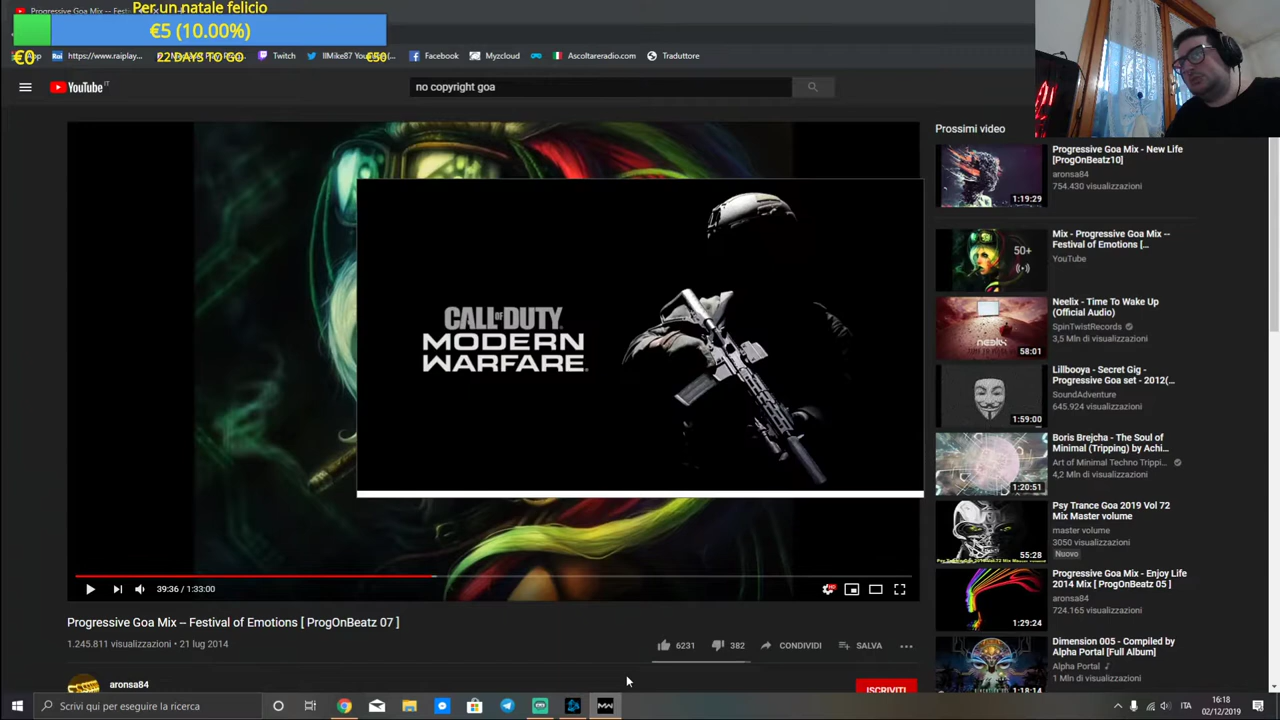 Progressive Goa Mix -- Festi
Per un natale felicio
€5 (10.00%)
€0
22 DAYS TO GO
€50
https://www.raiplay...
Twitch
IlMike87
Facebook
Myzcloud
Ascoltareradio.com
Traduttore
YouTube IT
no copyright goa
Prossimi video
Progressive Goa Mix - New Life
[ProgOnBeatz10]
aronsa84
754.430 visualizzazioni
1:19:29
Mix - Progressive Goa Mix --
Festival of Emotions [...
YouTube
50+
Neelix - Time To Wake Up
(Official Audio)
SpinTwistRecords
3,5 Mln di visualizzazioni
58:01
Lillbooya - Secret Gig -
Progressive Goa set - 2012(...
SoundAdventure
645.924 visualizzazioni
1:59:00
Boris Brejcha - The Soul of
Minimal (Tripping) by Achi...
Art of Minimal Techno Trippi...
4,2 Mln di visualizzazioni
1:20:51
Psy Trance Goa 2019 Vol 72
Mix Master volume
master volume
3050 visualizzazioni
Nuovo
55:28
Progressive Goa Mix - Enjoy Life
2014 Mix [ ProgOnBeatz 05 ]
aronsa84
724.165 visualizzazioni
1:29:24
Dimension 005 - Compiled by
Alpha Portal [Full Album]
Alpha Portal
1 Mln di visualizzazioni
1:18:14
CALL OF DUTY
MODERN
WARFARE
39:36 / 1:33:00
Progressive Goa Mix -- Festival of Emotions [ ProgOnBeatz 07 ]
1.245.811 visualizzazioni • 21 lug 2014
6231
382
CONDIVIDI
SALVA
aronsa84
ISCRIVITI
Scrivi qui per eseguire la ricerca
MW
ITA
16:18
02/12/2019